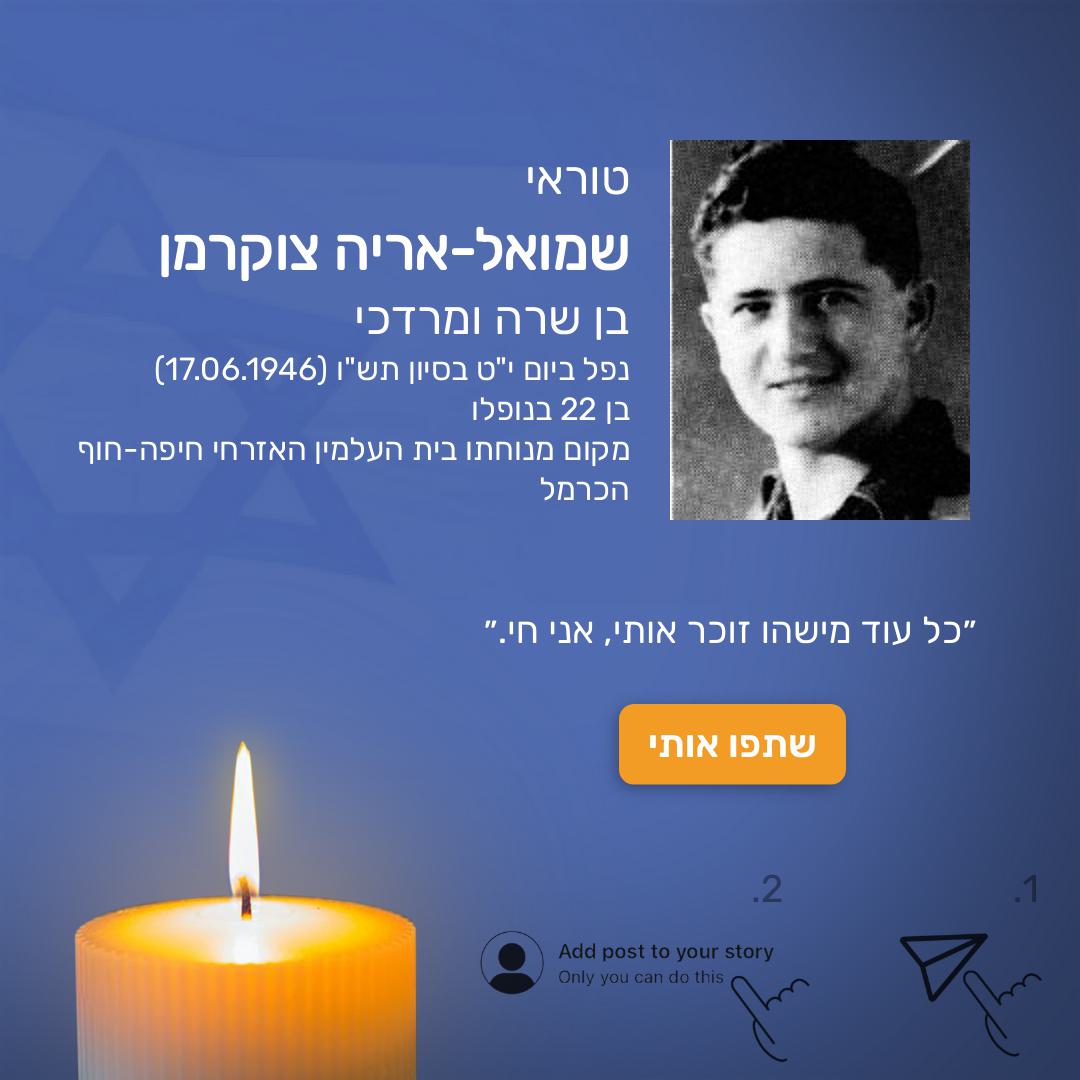 טוראי
שמואל-אריה צוקרמן
בן שרה ומרדכי
נפל ביום י"ט בסיון תש"ו (17.06.1946)
בן 22 בנופלו
מקום מנוחתו בית העלמין האזרחי חיפה-חוף
הכרמל
״כל עוד מישהו זוכר אותי, אני חי.״
שתפו אותי
1.
2.
Add post to your story
Only you can do this